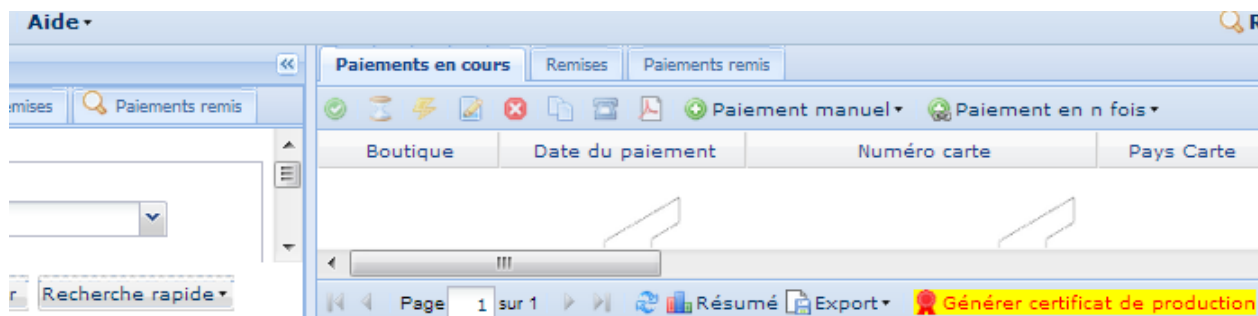 Aide
Paiements en cours Remises Paiements remis
Paiements remis
Paiement manuel Paiement en n fois
Boutique Date du paiement Numéro carte Pays Carte
Recherche rapide
Page 1 sur 1 Résumé Export Générer certificat de production